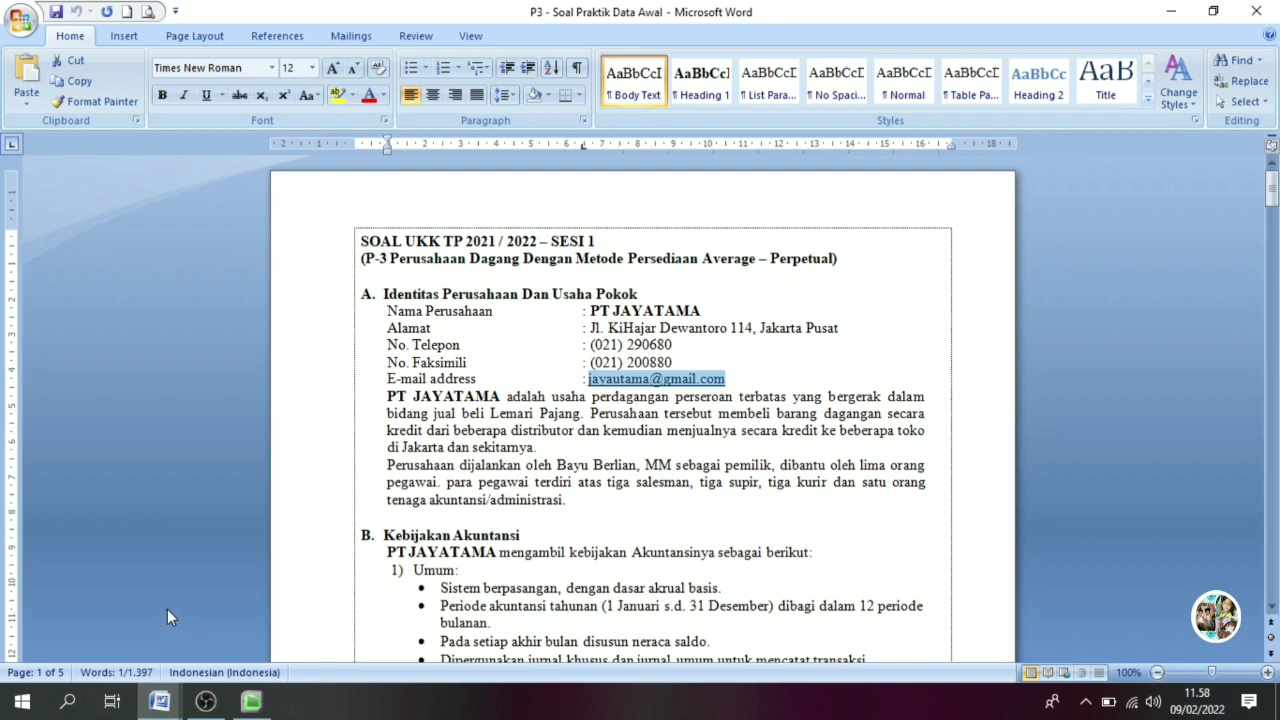 P3 - Soal Praktik Data Awal - Microsoft Word
Home Insert Page Layout References Mailings Review View
Paste
Cut
Copy
Format Painter
Clipboard
Times New Roman 12
Font
Paragraph
AaBbCcI AaBbCcI AaBbCcD AaBbCcD AaBbCcI AaBbCcI AaBbCc AaB
¶ Body Text ¶ Heading 1 ¶ List Para... ¶ No Spaci... ¶ Normal ¶ Table Pa... Heading 2 Title
Change Styles
Styles
Find
Replace
Select
Editing
SOAL UKK TP 2021 / 2022 – SESI 1
(P-3 Perusahaan Dagang Dengan Metode Persediaan Average – Perpetual)
A. Identitas Perusahaan Dan Usaha Pokok
Nama Perusahaan : PT JAYATAMA
Alamat : Jl. KiHajar Dewantoro 114, Jakarta Pusat
No. Telepon : (021) 290680
No. Faksimili : (021) 200880
E-mail address : jayautama@gmail.com
PT JAYATAMA adalah usaha perdagangan perseroan terbatas yang bergerak dalam
bidang jual beli Lemari Pajang. Perusahaan tersebut membeli barang dagangan secara
kredit dari beberapa distributor dan kemudian menjualnya secara kredit ke beberapa toko
di Jakarta dan sekitarnya.
Perusahaan dijalankan oleh Bayu Berlian, MM sebagai pemilik, dibantu oleh lima orang
pegawai. para pegawai terdiri atas tiga salesman, tiga supir, tiga kurir dan satu orang
tenaga akuntansi/administrasi.
B. Kebijakan Akuntansi
PT JAYATAMA mengambil kebijakan Akuntansinya sebagai berikut:
1) Umum:
• Sistem berpasangan, dengan dasar akrual basis.
• Periode akuntansi tahunan (1 Januari s.d. 31 Desember) dibagi dalam 12 periode
bulanan.
• Pada setiap akhir bulan disusun neraca saldo.
• Dipergunakan jurnal khusus dan jurnal umum untuk mencatat transaksi
Page: 1 of 5 Words: 1/1.397 Indonesian (Indonesia) 100%
11.58
09/02/2022